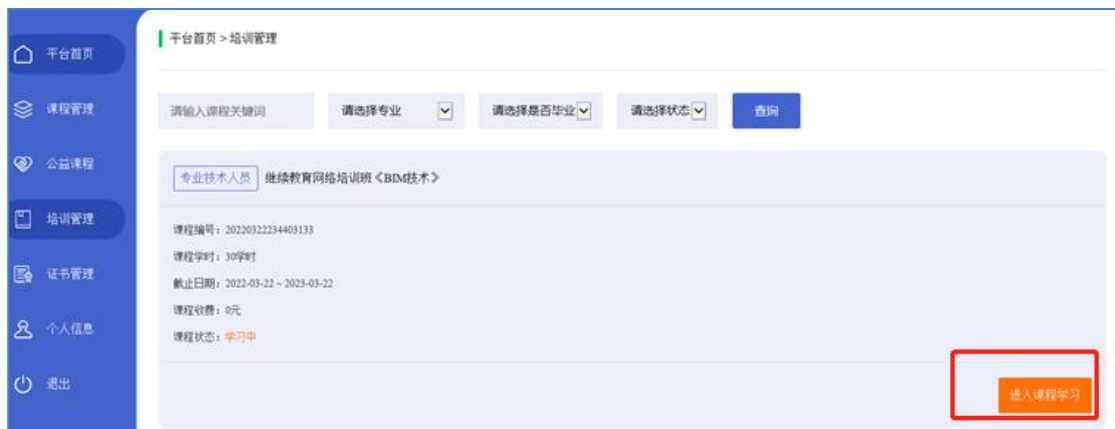 平台首页
课程管理
公益课程
培训管理
证书管理
个人信息
退出
平台首页 > 培训管理
请输入课程关键词 请选择专业 请选择是否毕业 请选择状态 查询
专业技术人员 继续教育网络培训班《BIM技术》
课程编号：20220322234403133
课程学时：30学时
截止日期：2022-03-22 ~ 2023-03-22
课程收费：0元
课程状态：学习中
进入课程学习